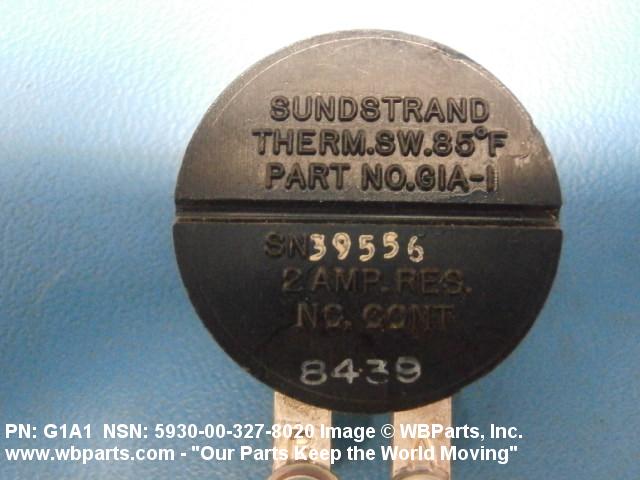 SUNDSTRAND
THERM.SW.85°F
PART NO.G1A-1
SN39556
2 AMP. RES.
NC. CONT
8439
PN: G1A1 NSN: 5930-00-327-8020 Image © WBParts, Inc.
www.wbparts.com - "Our Parts Keep the World Moving"